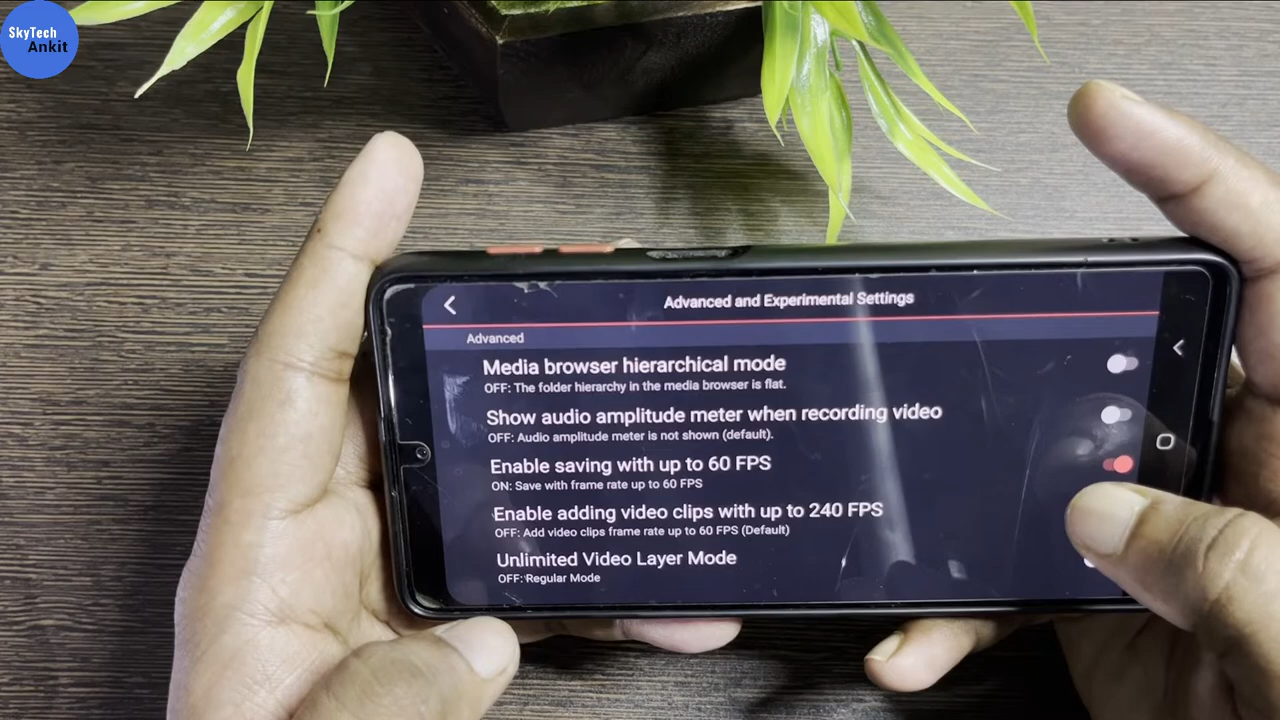 SkyTech
Ankit
Advanced and Experimental Settings
Advanced
Media browser hierarchical mode
OFF: The folder hierarchy in the media browser is flat.
Show audio amplitude meter when recording video
OFF: Audio amplitude meter is not shown (default).
Enable saving with up to 60 FPS
ON: Save with frame rate up to 60 FPS
Enable adding video clips with up to 240 FPS
OFF: Add video clips frame rate up to 60 FPS (Default)
Unlimited Video Layer Mode
OFF: Regular Mode